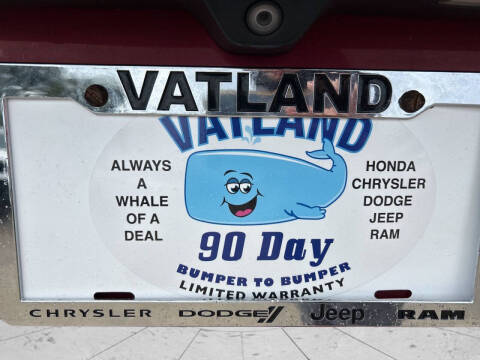 VATLAND
VATLAND
ALWAYS
A
WHALE
OF A
DEAL
HONDA
CHRYSLER
DODGE
JEEP
RAM
90 Day
BUMPER TO BUMPER
LIMITED WARRANTY
CHRYSLER DODGE Jeep RAM